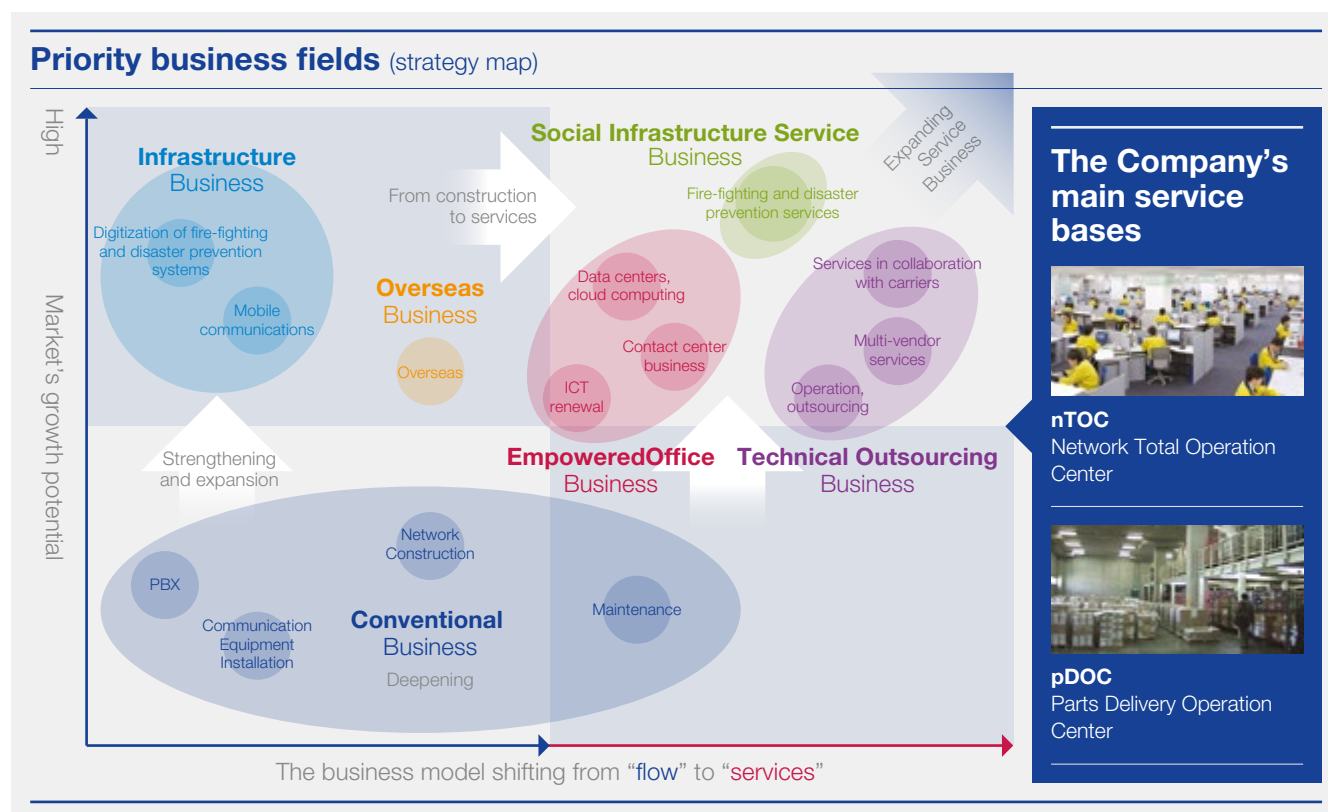 Priority business fields (strategy map)
High
Market's growth potential
Infrastructure
Business
Digitization of fire-fighting
and disaster prevention
systems
Mobile
communications
From construction
to services
Overseas
Business
Overseas
Social Infrastructure Service
Business
Fire-fighting and disaster
prevention services
Expanding
Service
Business
Data centers,
cloud computing
Contact center
business
ICT
renewal
Services in collaboration
with carriers
Multi-vendor
services
Operation,
outsourcing
EmpoweredOffice
Business
Technical Outsourcing
Business
Strengthening
and expansion
Network
Construction
PBX
Communication
Equipment
Installation
Conventional
Business
Deepening
Maintenance
The business model shifting from “flow” to “services”
The Company’s
main service
bases
nTOC
Network Total Operation
Center
pDOC
Parts Delivery Operation
Center